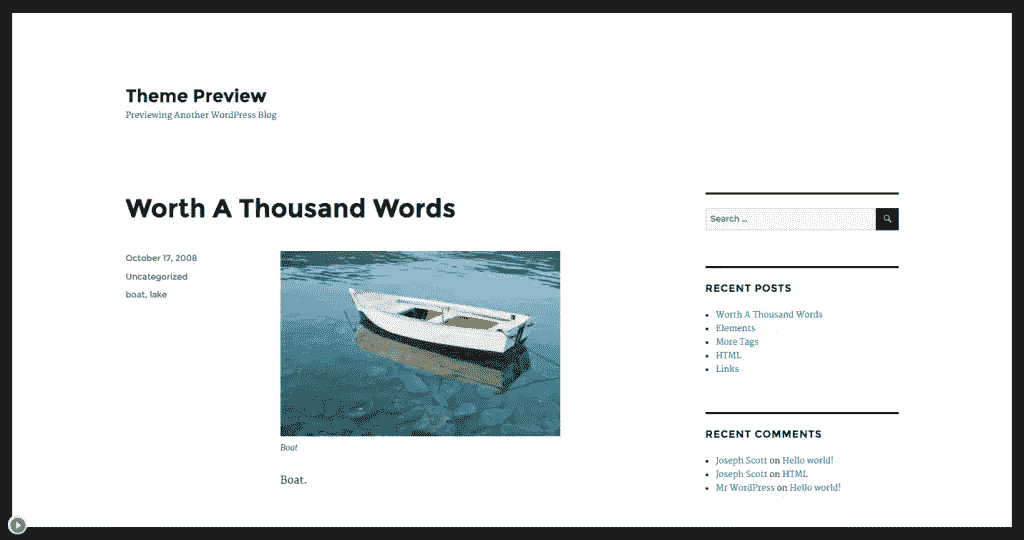 Theme Preview
Previewing Another WordPress Blog
Worth A Thousand Words
October 17, 2008
Uncategorized
boat, lake
Boat
Boat.
Search …
RECENT POSTS
Worth A Thousand Words
Elements
More Tags
HTML
Links
RECENT COMMENTS
Joseph Scott on Hello world!
Joseph Scott on HTML
Mr WordPress on Hello world!